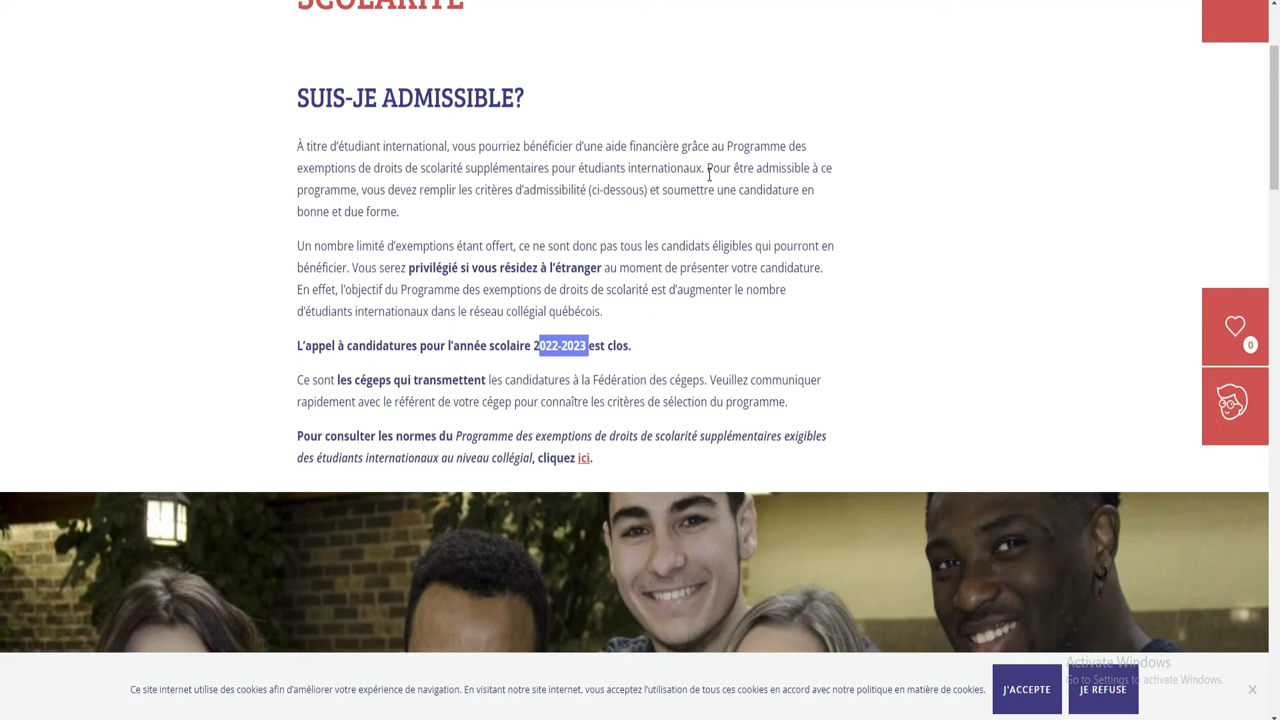 SCOLARITÉ
SUIS-JE ADMISSIBLE?
À titre d'étudiant international, vous pourriez bénéficier d'une aide financière grâce au Programme des
exemptions de droits de scolarité supplémentaires pour étudiants internationaux. Pour être admissible à ce
programme, vous devez remplir les critères d'admissibilité (ci-dessous) et soumettre une candidature en
bonne et due forme.
Un nombre limité d'exemptions étant offert, ce ne sont donc pas tous les candidats éligibles qui pourront en
bénéficier. Vous serez privilégié si vous résidez à l'étranger au moment de présenter votre candidature.
En effet, l'objectif du Programme des exemptions de droits de scolarité est d'augmenter le nombre
d'étudiants internationaux dans le réseau collégial québécois.
L'appel à candidatures pour l'année scolaire 2022-2023 est clos.
Ce sont les cégeps qui transmettent les candidatures à la Fédération des cégeps. Veuillez communiquer
rapidement avec le référent de votre cégep pour connaître les critères de sélection du programme.
Pour consulter les normes du Programme des exemptions de droits de scolarité supplémentaires exigibles
des étudiants internationaux au niveau collégial, cliquez ici.
0
Activate Windows
Go to Settings to activate Windows.
Ce site internet utilise des cookies afin d'améliorer votre expérience de navigation. En visitant notre site internet, vous acceptez l'utilisation de tous ces cookies en accord avec notre politique en matière de cookies.
J'ACCEPTE
JE REFUSE